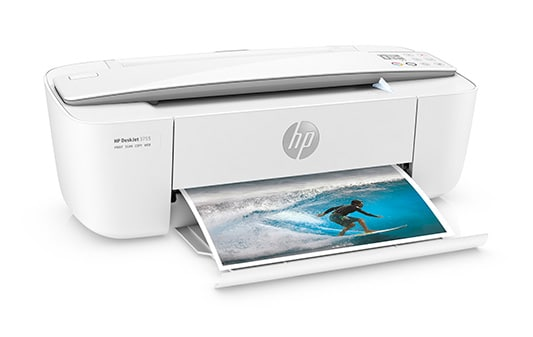 HP DeskJet 3755
PRINT SCAN COPY WEB
hp